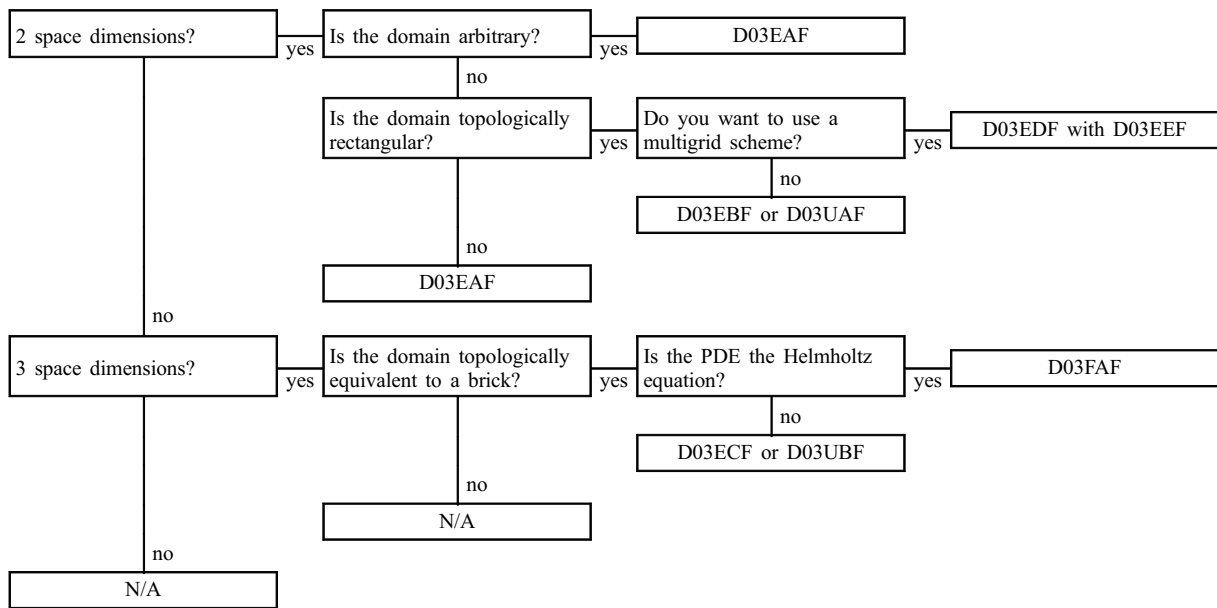 2 space dimensions?
yes
Is the domain arbitrary?
yes
D03EAF
no
Is the domain topologically
rectangular?
yes
Do you want to use a
multigrid scheme?
yes
D03EDF with D03EEF
no
D03EBF or D03UAF
no
D03EAF
no
3 space dimensions?
yes
Is the domain topologically
equivalent to a brick?
yes
Is the PDE the Helmholtz
equation?
yes
D03FAF
no
D03ECF or D03UBF
no
N/A
no
N/A